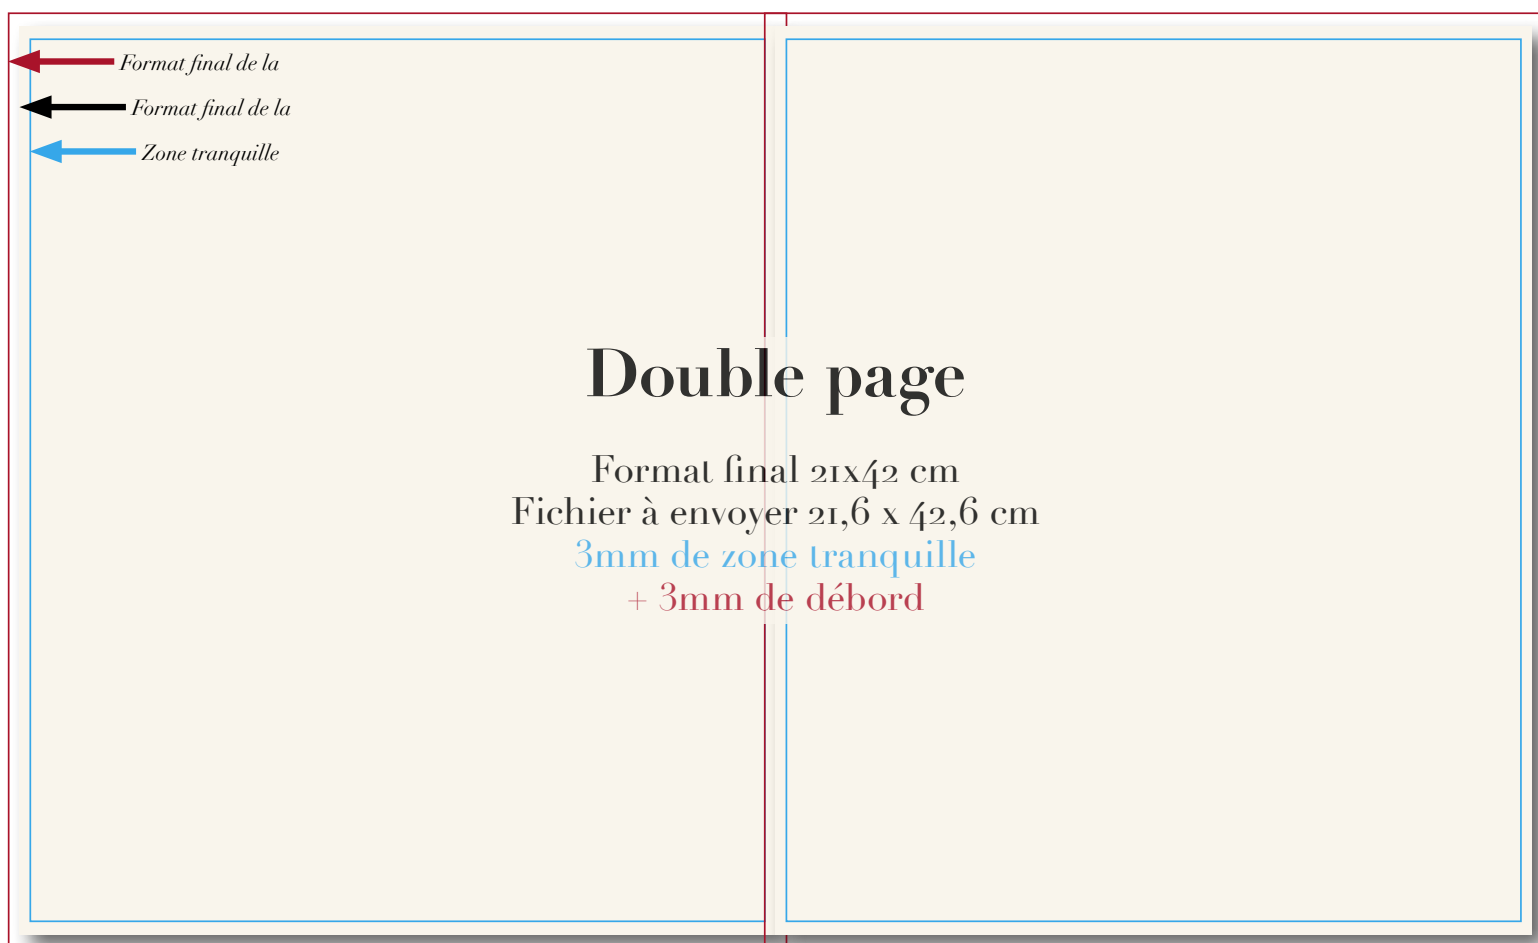 Format final de la
Format final de la
Zone tranquille
Double page
Format final 21x42 cm
Fichier à envoyer 21,6 x 42,6 cm
3mm de zone tranquille
+ 3mm de débord